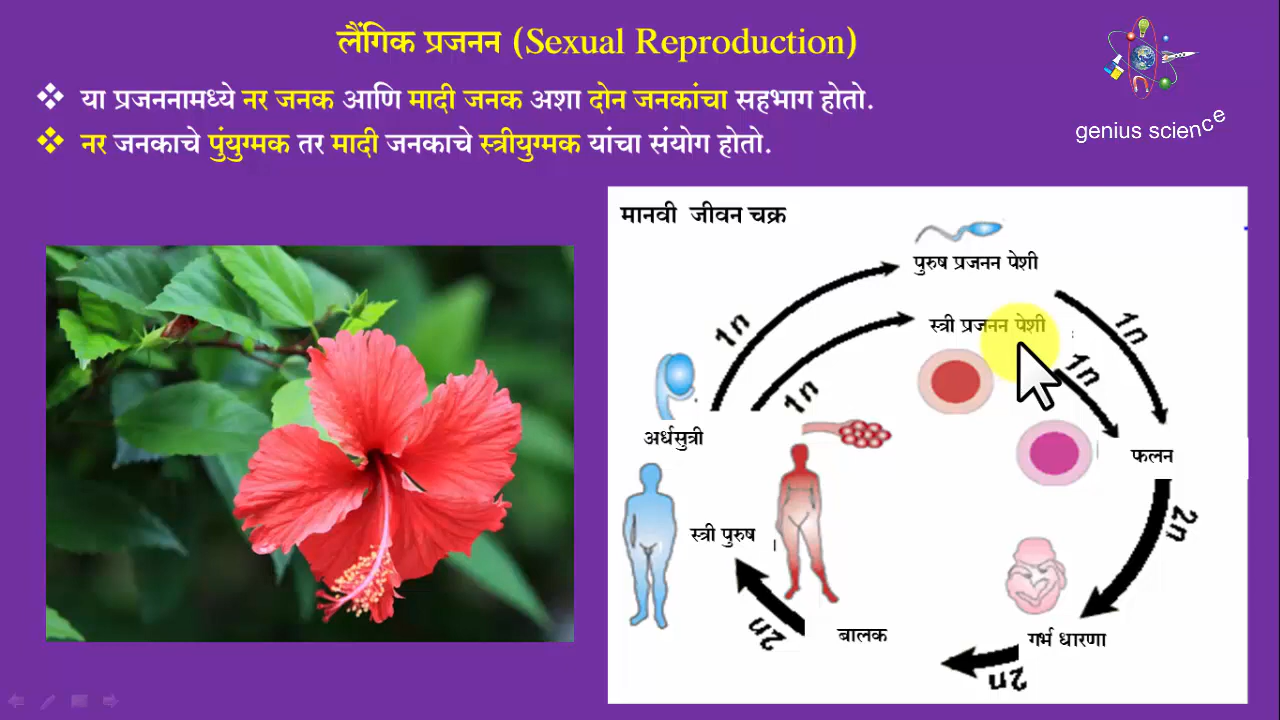 लैंगिक प्रजनन (Sexual Reproduction)
❖ या प्रजननामध्ये नर जनक आणि मादी जनक अशा दोन जनकांचा सहभाग होतो.
❖ नर जनकाचे पुंयुग्मक तर मादी जनकाचे स्त्रीयुग्मक यांचा संयोग होतो.
genius science
मानवी जीवन चक्र
पुरुष प्रजनन पेशी
1n
1n
स्त्री प्रजनन पेशी
1n
1n
अर्धसुत्री
फलन
2n
स्त्री पुरुष
2n
बालक
गर्भ धारणा
2n